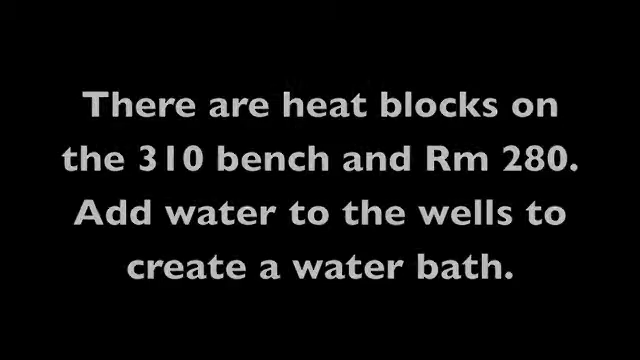 There are heat blocks on
the 310 bench and Rm 280.
Add water to the wells to
create a water bath.